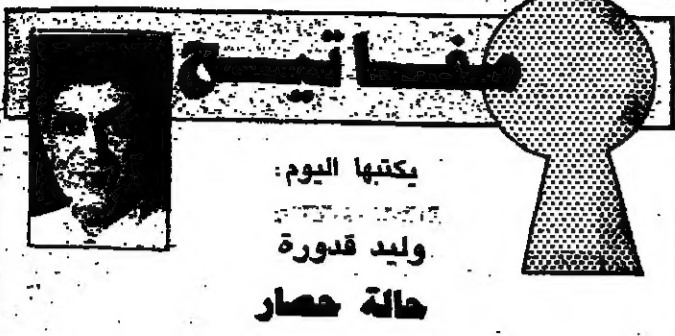 مفاتيح
يكتبها اليوم:
وليد قدورة
حالة حصار